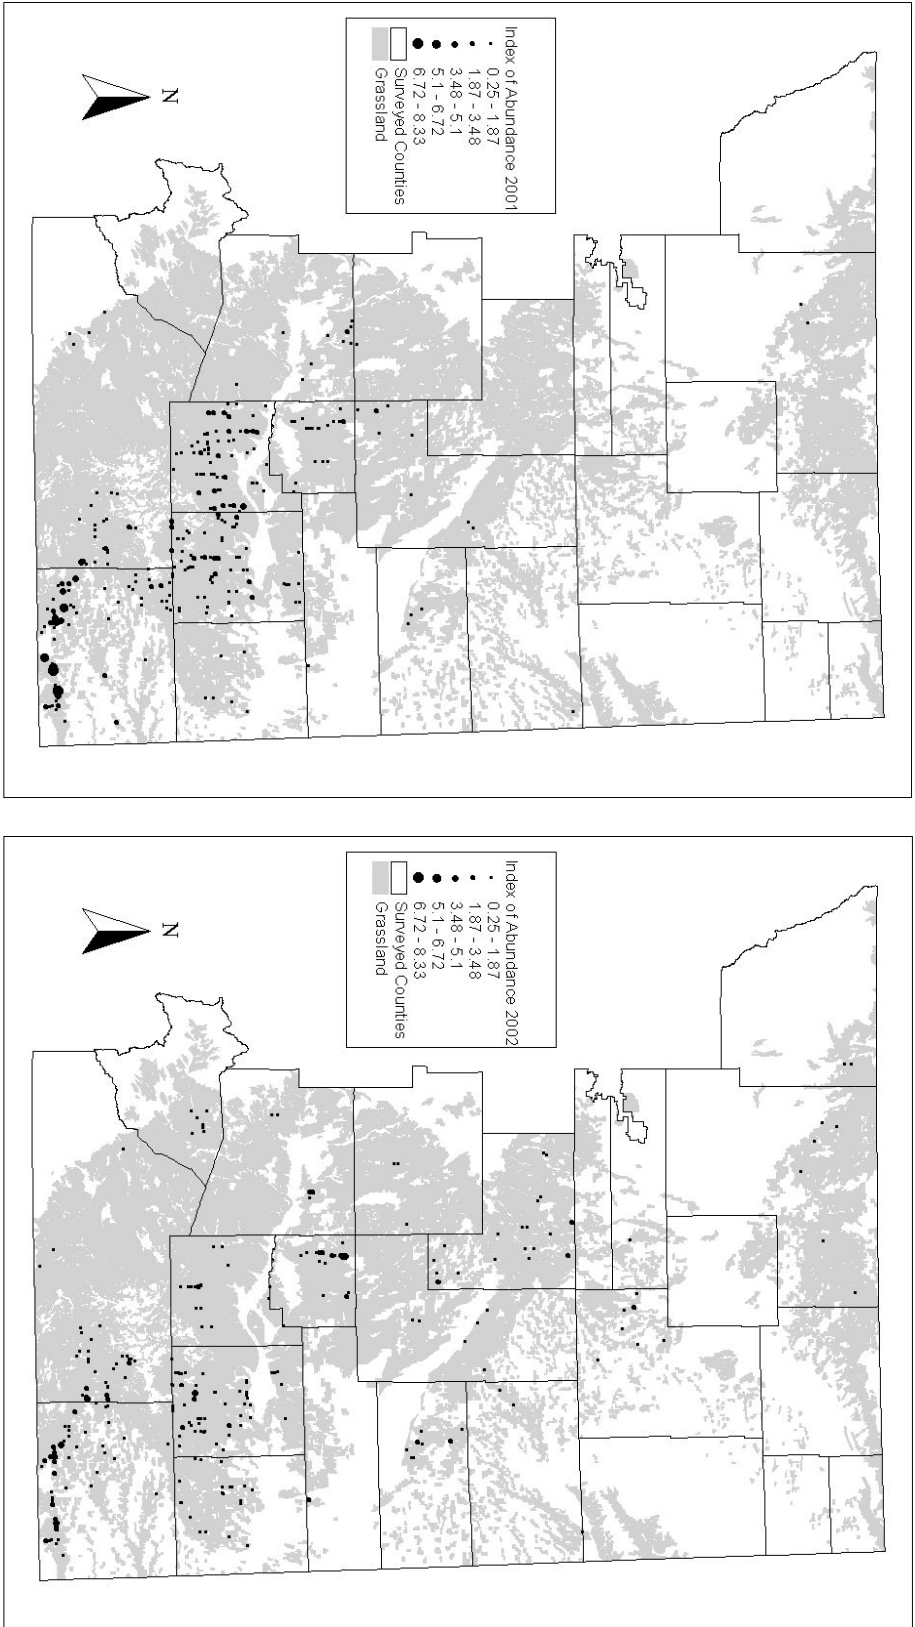 Index of Abundance 2001
0.25 - 1.87
1.87 - 3.48
3.48 - 5.1
5.1 - 6.72
6.72 - 8.33
Surveyed Counties
Grassland
N
Index of Abundance 2002
0.25 - 1.87
1.87 - 3.48
3.48 - 5.1
5.1 - 6.72
6.72 - 8.33
Surveyed Counties
Grassland
N